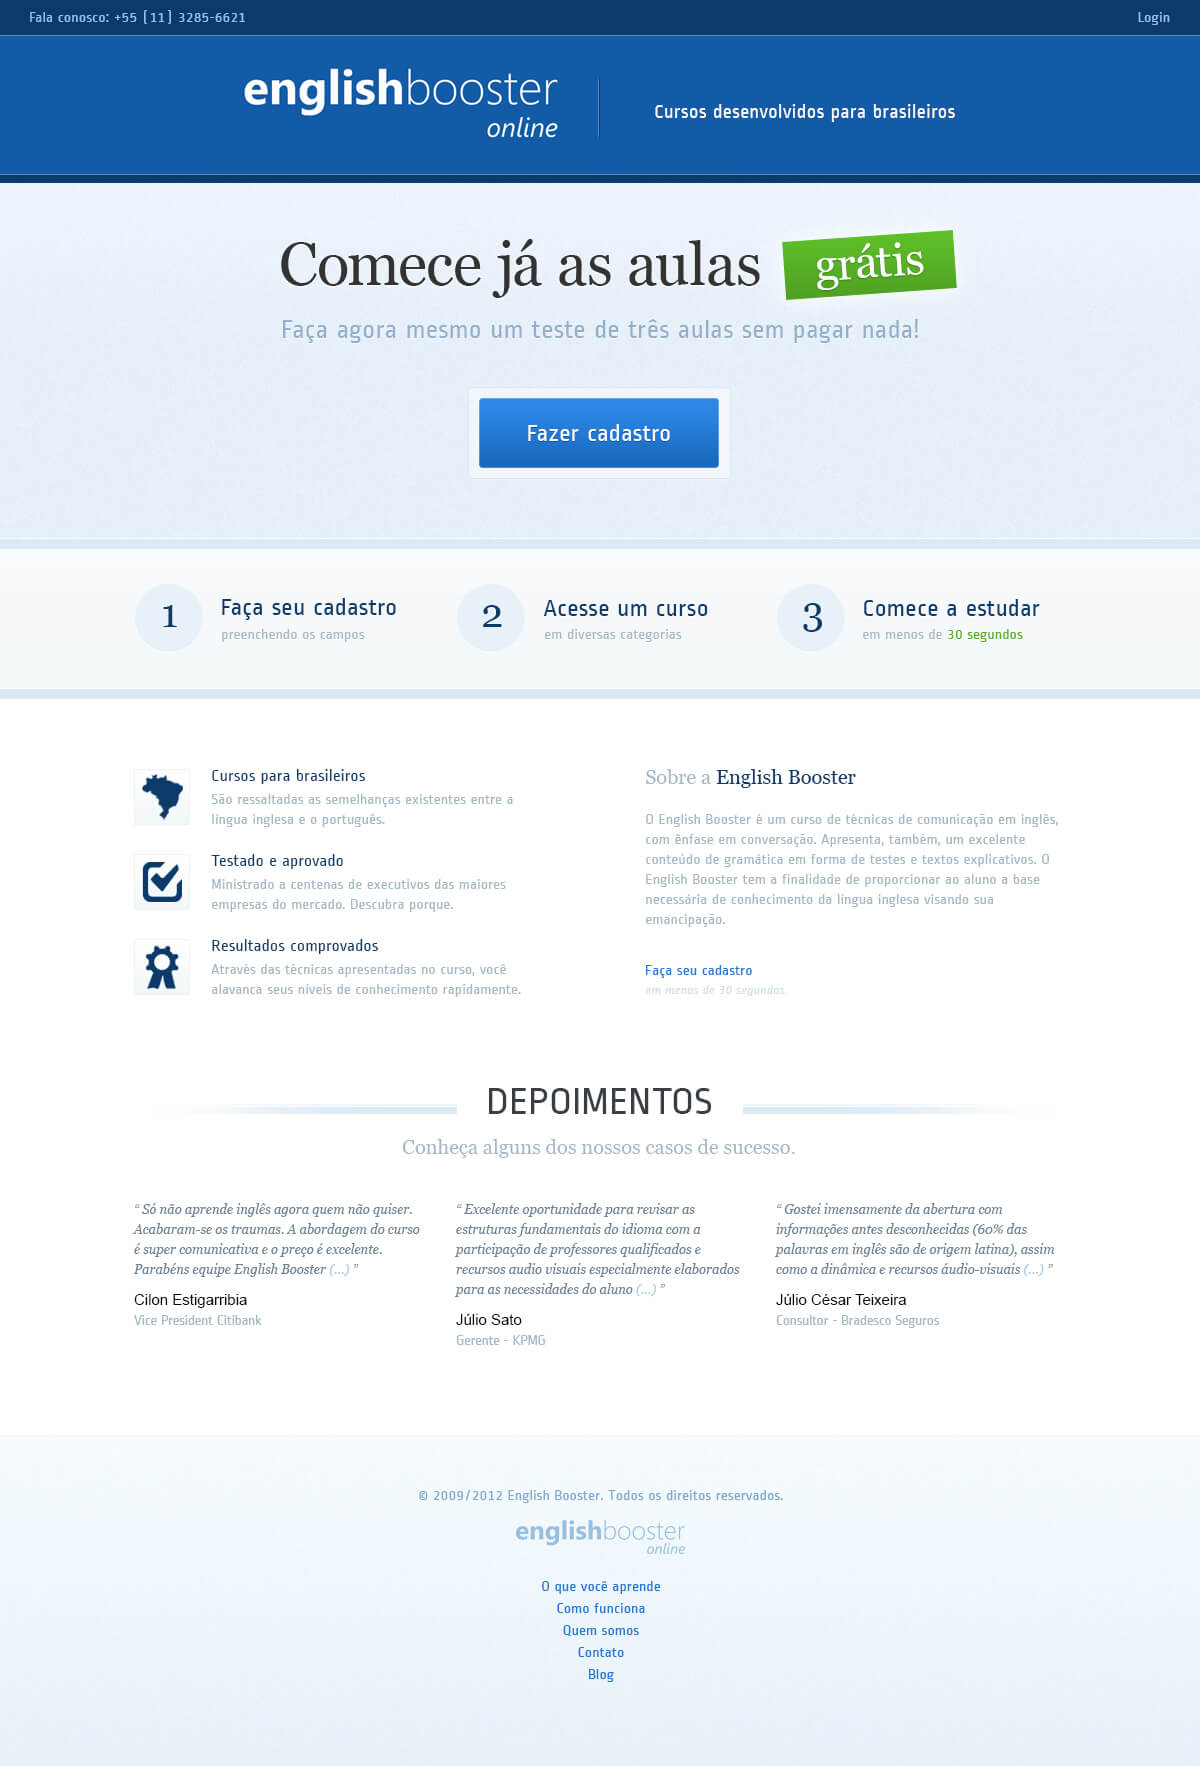 Fala conosco: +55 [11] 3285-6621
Login
englishbooster
online
Cursos desenvolvidos para brasileiros
Comece já as aulas grátis
Faça agora mesmo um teste de três aulas sem pagar nada!
Fazer cadastro
1
Faça seu cadastro
preenchendo os campos
2
Acesse um curso
em diversas categorias
3
Comece a estudar
em menos de 30 segundos
Cursos para brasileiros
São ressaltadas as semelhanças existentes entre a
língua inglesa e o português.
Testado e aprovado
Ministrado a centenas de executivos das maiores
empresas do mercado. Descubra porque.
Resultados comprovados
Através das técnicas apresentadas no curso, você
alavanca seus níveis de conhecimento rapidamente.
Sobre a English Booster
O English Booster é um curso de técnicas de comunicação em inglês,
com ênfase em conversação. Apresenta, também, um excelente
conteúdo de gramática em forma de testes e textos explicativos. O
English Booster tem a finalidade de proporcionar ao aluno a base
necessária de conhecimento da língua inglesa visando sua
emancipação.
Faça seu cadastro
em menos de 30 segundos.
DEPOIMENTOS
Conheça alguns dos nossos casos de sucesso.
“ Só não aprende inglês agora quem não quiser.
Acabaram-se os traumas. A abordagem do curso
é super comunicativa e o preço é excelente.
Parabéns equipe English Booster (...) ”
Cilon Estigarribia
Vice President Citibank
“ Excelente oportunidade para revisar as
estruturas fundamentais do idioma com a
participação de professores qualificados e
recursos audio visuais especialmente elaborados
para as necessidades do aluno (...) ”
Júlio Sato
Gerente - KPMG
“ Gostei imensamente da abertura com
informações antes desconhecidas (60% das
palavras em inglês são de origem latina), assim
como a dinâmica e recursos áudio-visuais (...) ”
Júlio César Teixeira
Consultor - Bradesco Seguros
© 2009/2012 English Booster. Todos os direitos reservados.
englishbooster
online
O que você aprende
Como funciona
Quem somos
Contato
Blog